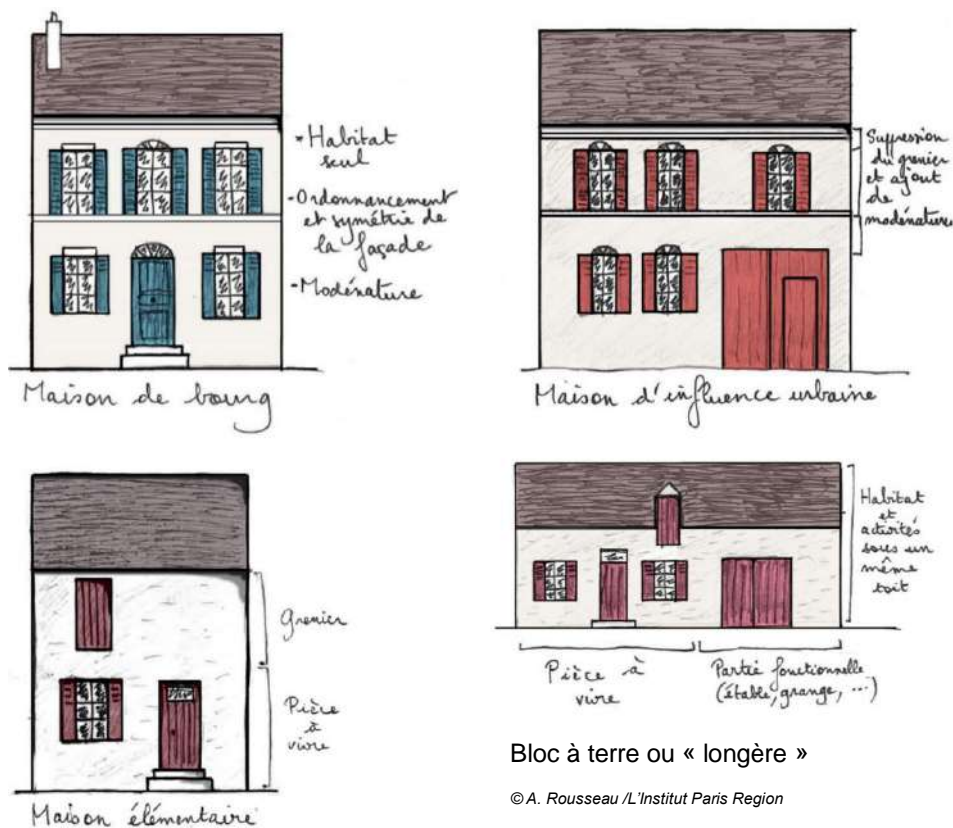 - Habitat
seul
- Ordonnancement
et symétrie de
la façade
- Modénature
Maison de bourg
Suppression
du grenier
et ajout
de
modénature
Maison d'influence urbaine
Grenier
Pièce
à
vivre
Maison élémentaire
Habitat
et
activités
sous un
même
toit
Pièce à
vivre
Partie fonctionnelle
(étable, grange, ...)
Bloc à terre ou « longère »
© A. Rousseau /L'Institut Paris Region